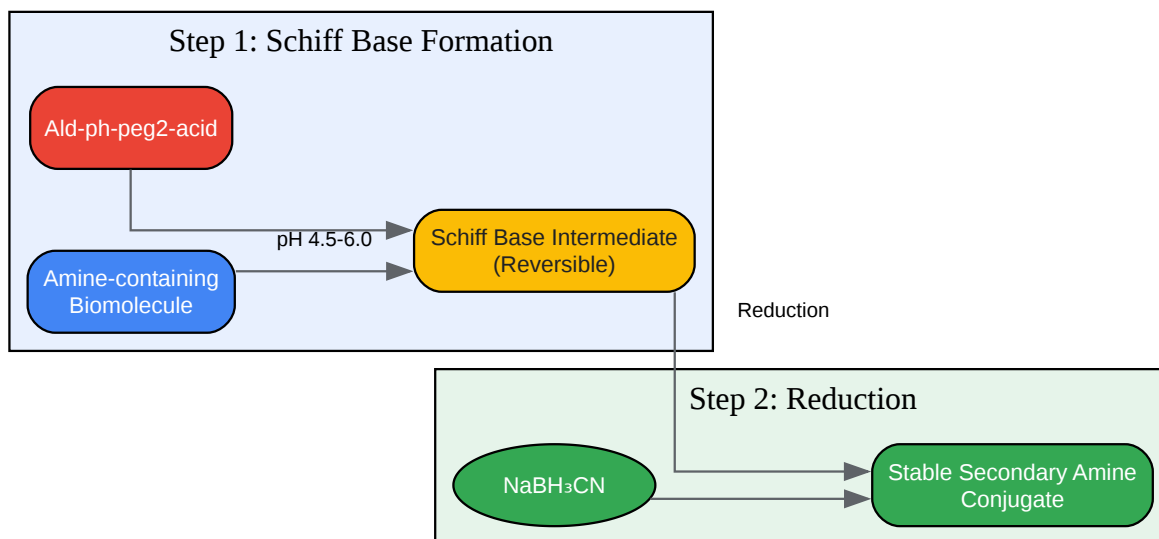 Step 1: Schiff Base Formation
Ald-ph-peg2-acid
pH 4.5-6.0
Schiff Base Intermediate
(Reversible)
Amine-containing
Biomolecule
Reduction
Step 2: Reduction
NaBH₃CN
Stable Secondary Amine
Conjugate